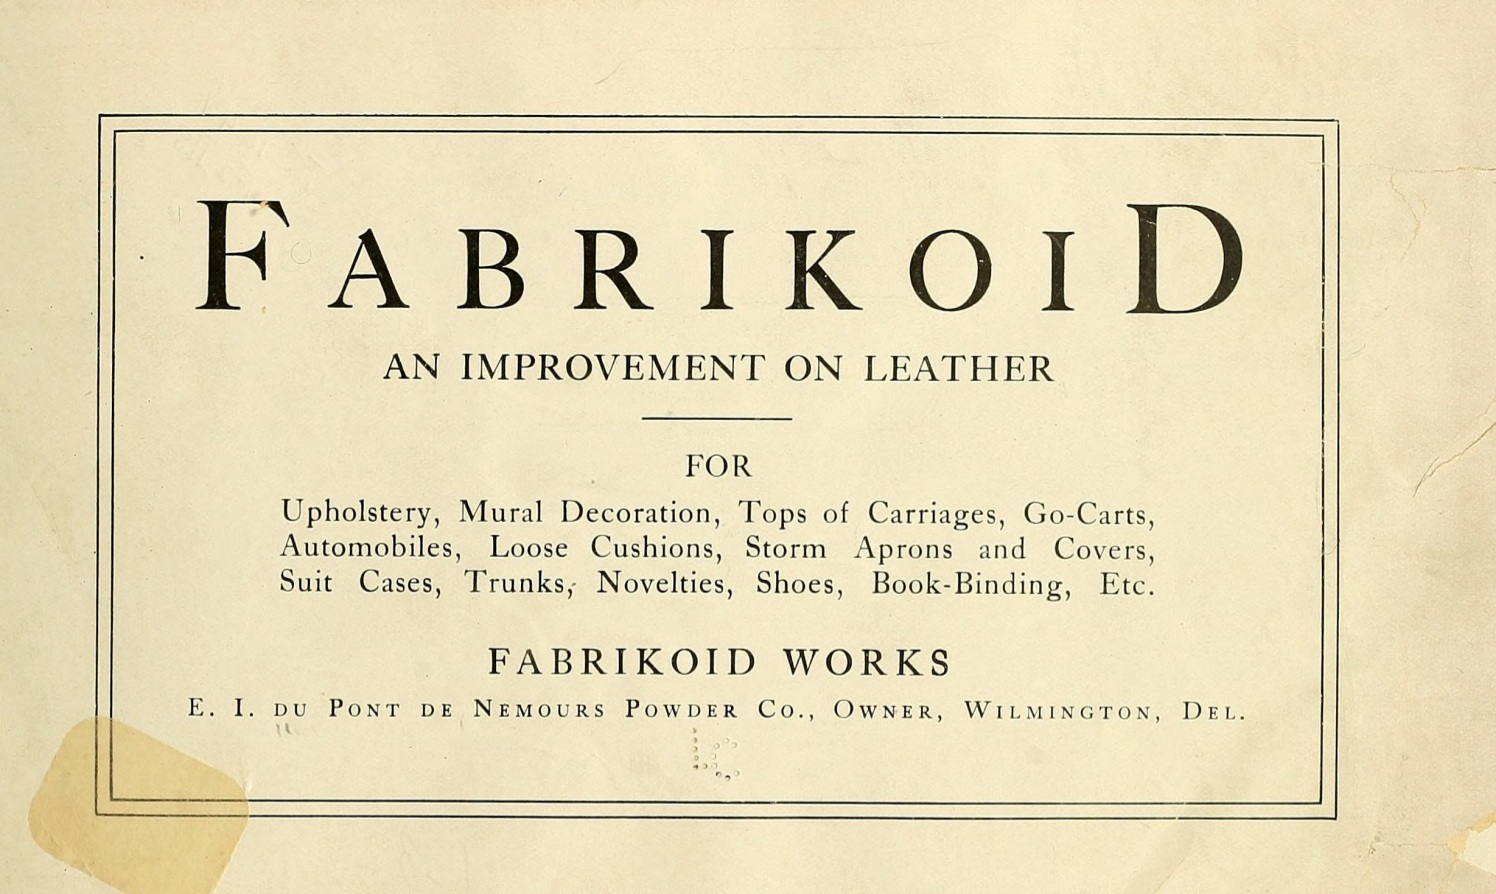 FABRIKOID
AN IMPROVEMENT ON LEATHER
FOR
Upholstery, Mural Decoration, Tops of Carriages, Go-Carts,
Automobiles, Loose Cushions, Storm Aprons and Covers,
Suit Cases, Trunks, Novelties, Shoes, Book-Binding, Etc.
FABRIKOID WORKS
E. I. DU PONT DE NEMOURS POWDER CO., OWNER, WILMINGTON, DEL.